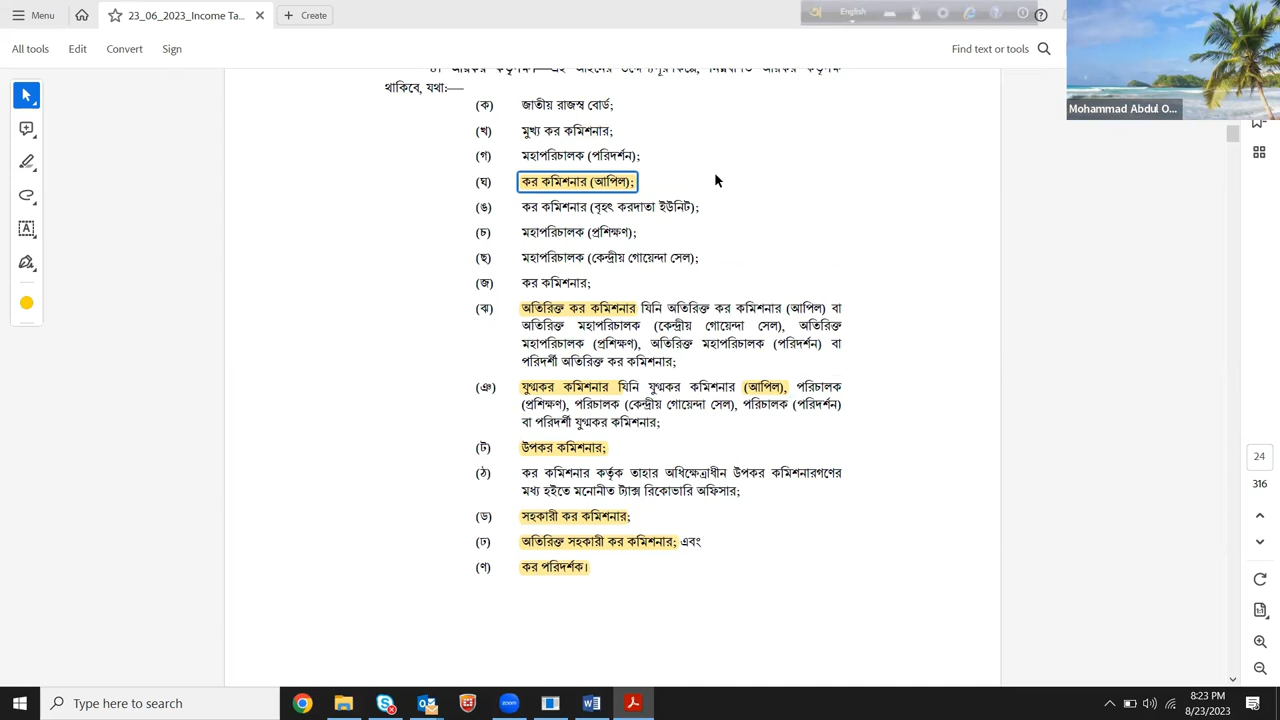 Menu
23_06_2023_Income Ta...
Create
English
All tools
Edit
Convert
Sign
Find text or tools
Mohammad Abdul O...
থাকিবে, যথা:—
(ক) জাতীয় রাজস্ব বোর্ড;
(খ) মুখ্য কর কমিশনার;
(গ) মহাপরিচালক (পরিদর্শন);
(ঘ) কর কমিশনার (আপিল);
(ঙ) কর কমিশনার (বৃহৎ করদাতা ইউনিট);
(চ) মহাপরিচালক (প্রশিক্ষণ);
(ছ) মহাপরিচালক (কেন্দ্রীয় গোয়েন্দা সেল);
(জ) কর কমিশনার;
(ঝ) অতিরিক্ত কর কমিশনার যিনি অতিরিক্ত কর কমিশনার (আপিল) বা
অতিরিক্ত মহাপরিচালক (কেন্দ্রীয় গোয়েন্দা সেল), অতিরিক্ত
মহাপরিচালক (প্রশিক্ষণ), অতিরিক্ত মহাপরিচালক (পরিদর্শন) বা
পরিদর্শী অতিরিক্ত কর কমিশনার;
(ঞ) যুগ্মকর কমিশনার যিনি যুগ্মকর কমিশনার (আপিল), পরিচালক
(প্রশিক্ষণ), পরিচালক (কেন্দ্রীয় গোয়েন্দা সেল), পরিচালক (পরিদর্শন)
বা পরিদর্শী যুগ্মকর কমিশনার;
(ট) উপকর কমিশনার;
(ঠ) কর কমিশনার কর্তৃক তাহার অধিক্ষেত্রাধীন উপকর কমিশনারগণের
মধ্য হইতে মনোনীত ট্যাক্স রিকোভারি অফিসার;
(ড) সহকারী কর কমিশনার;
(ঢ) অতিরিক্ত সহকারী কর কমিশনার; এবং
(ণ) কর পরিদর্শক।
24
316
Type here to search
zoom
8:23 PM
8/23/2023